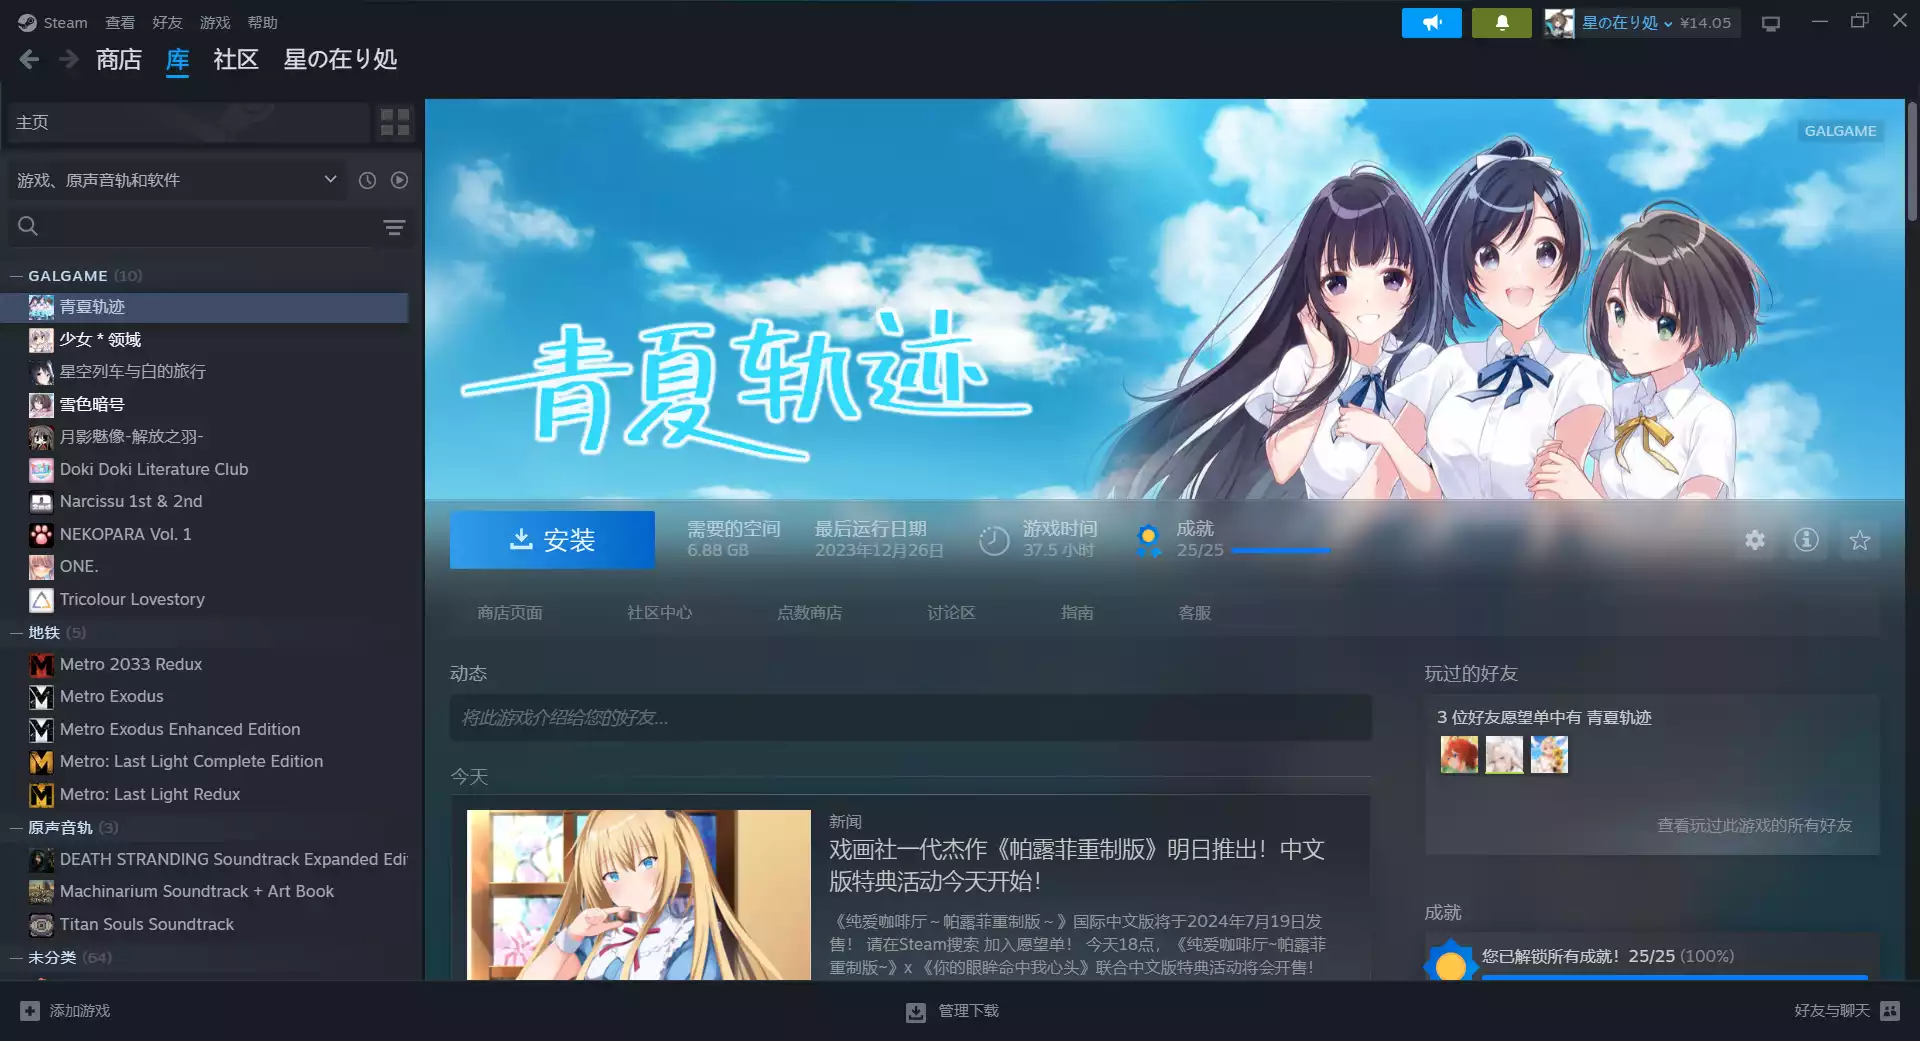 Steam 查看 好友 游戏 帮助
星の在り処 ¥14.05
商店 库 社区 星の在り処
主页
游戏、原声音轨和软件
GALGAME (10)
青夏轨迹
少女 * 领域
星空列车与白的旅行
雪色暗号
月影魅像-解放之羽-
Doki Doki Literature Club
Narcissu 1st & 2nd
NEKOPARA Vol. 1
ONE.
Tricolour Lovestory
地铁 (5)
Metro 2033 Redux
Metro Exodus
Metro Exodus Enhanced Edition
Metro: Last Light Complete Edition
Metro: Last Light Redux
原声音轨 (3)
DEATH STRANDING Soundtrack Expanded Edi
Machinarium Soundtrack + Art Book
Titan Souls Soundtrack
未分类 (64)
GALGAME
青夏轨迹
安装
需要的空间
6.88 GB
最后运行日期
2023年12月26日
游戏时间
37.5 小时
成就
25/25
商店页面 社区中心 点数商店 讨论区 指南 客服
动态
将此游戏介绍给您的好友...
今天
新闻
戏画社一代杰作《帕露菲重制版》明日推出！中文
版特典活动今天开始！
《纯爱咖啡厅～帕露菲重制版～》国际中文版将于2024年7月19日发
售！ 请在Steam搜索 加入愿望单！ 今天18点，《纯爱咖啡厅~帕露菲
重制版~》x 《你的眼眸命中我心头》联合中文版特典活动将会开售！
玩过的好友
3 位好友愿望单中有 青夏轨迹
查看玩过此游戏的所有好友
成就
您已解锁所有成就！25/25 (100%)
添加游戏
管理下载
好友与聊天